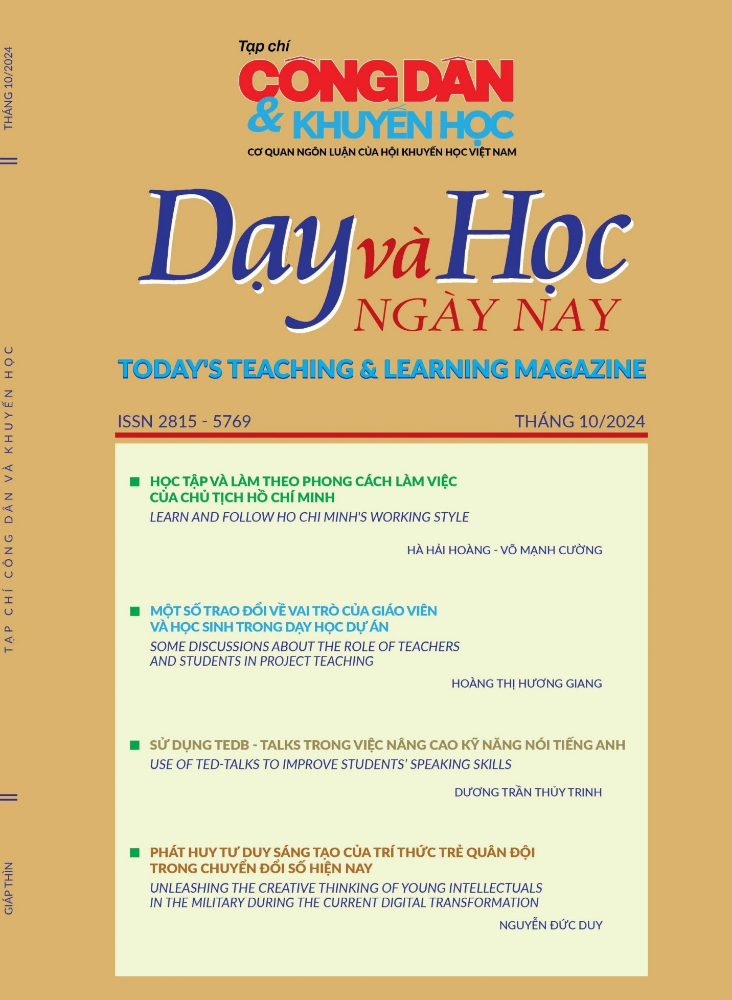 Tạp chí
CÔNG DÂN
& KHUYẾN HỌC
CƠ QUAN NGÔN LUẬN CỦA HỘI KHUYẾN HỌC VIỆT NAM
Dạy và Học
NGÀY NAY
TODAY'S TEACHING & LEARNING MAGAZINE
ISSN 2815 - 5769
THÁNG 10/2024
HỌC TẬP VÀ LÀM THEO PHONG CÁCH LÀM VIỆC
CỦA CHỦ TỊCH HỒ CHÍ MINH
LEARN AND FOLLOW HO CHI MINH'S WORKING STYLE
HÀ HẢI HOÀNG - VÕ MẠNH CƯỜNG
MỘT SỐ TRAO ĐỔI VỀ VAI TRÒ CỦA GIÁO VIÊN
VÀ HỌC SINH TRONG DẠY HỌC DỰ ÁN
SOME DISCUSSIONS ABOUT THE ROLE OF TEACHERS
AND STUDENTS IN PROJECT TEACHING
HOÀNG THỊ HƯƠNG GIANG
SỬ DỤNG TEDB - TALKS TRONG VIỆC NÂNG CAO KỸ NĂNG NÓI TIẾNG ANH
USE OF TED-TALKS TO IMPROVE STUDENTS’ SPEAKING SKILLS
DƯƠNG TRẦN THỦY TRINH
PHÁT HUY TƯ DUY SÁNG TẠO CỦA TRÍ THỨC TRẺ QUÂN ĐỘI
TRONG CHUYỂN ĐỔI SỐ HIỆN NAY
UNLEASHING THE CREATIVE THINKING OF YOUNG INTELLECTUALS
IN THE MILITARY DURING THE CURRENT DIGITAL TRANSFORMATION
NGUYỄN ĐỨC DUY
THÁNG 10/2024
TẠP CHÍ CÔNG DÂN VÀ KHUYẾN HỌC
GIÁP THÌN